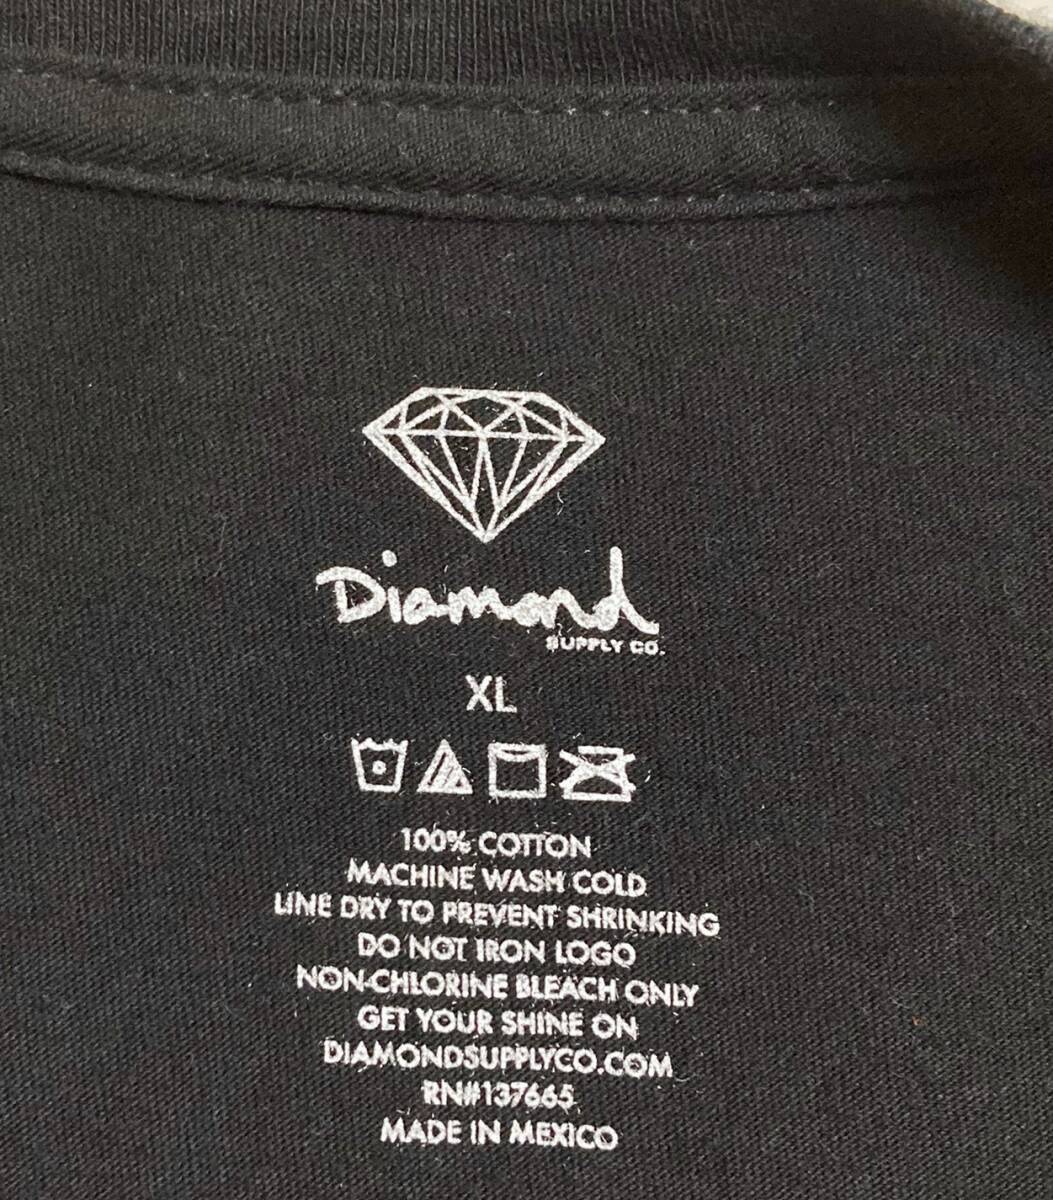 Diamond
SUPPLY CO.
XL
100% COTTON
MACHINE WASH COLD
LINE DRY TO PREVENT SHRINKING
DO NOT IRON LOGO
NON-CHLORINE BLEACH ONLY
GET YOUR SHINE ON
DIAMONDSUPPLYCO.COM
RN#137665
MADE IN MEXICO